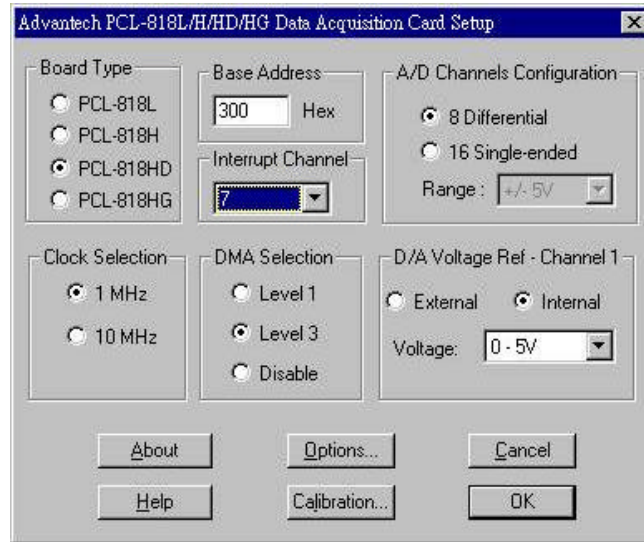 Advantech PCL-818L/H/HD/HG Data Acquisition Card Setup
Board Type
PCL-818L
PCL-818H
PCL-818HD
PCL-818HG
Base Address
300 Hex
Interrupt Channel
7
A/D Channels Configuration
8 Differential
16 Single-ended
Range : +/- 5V
Clock Selection
1 MHz
10 MHz
DMA Selection
Level 1
Level 3
Disable
D/A Voltage Ref - Channel 1
External Internal
Voltage: 0 - 5V
About Options... Cancel
Help Calibration... OK